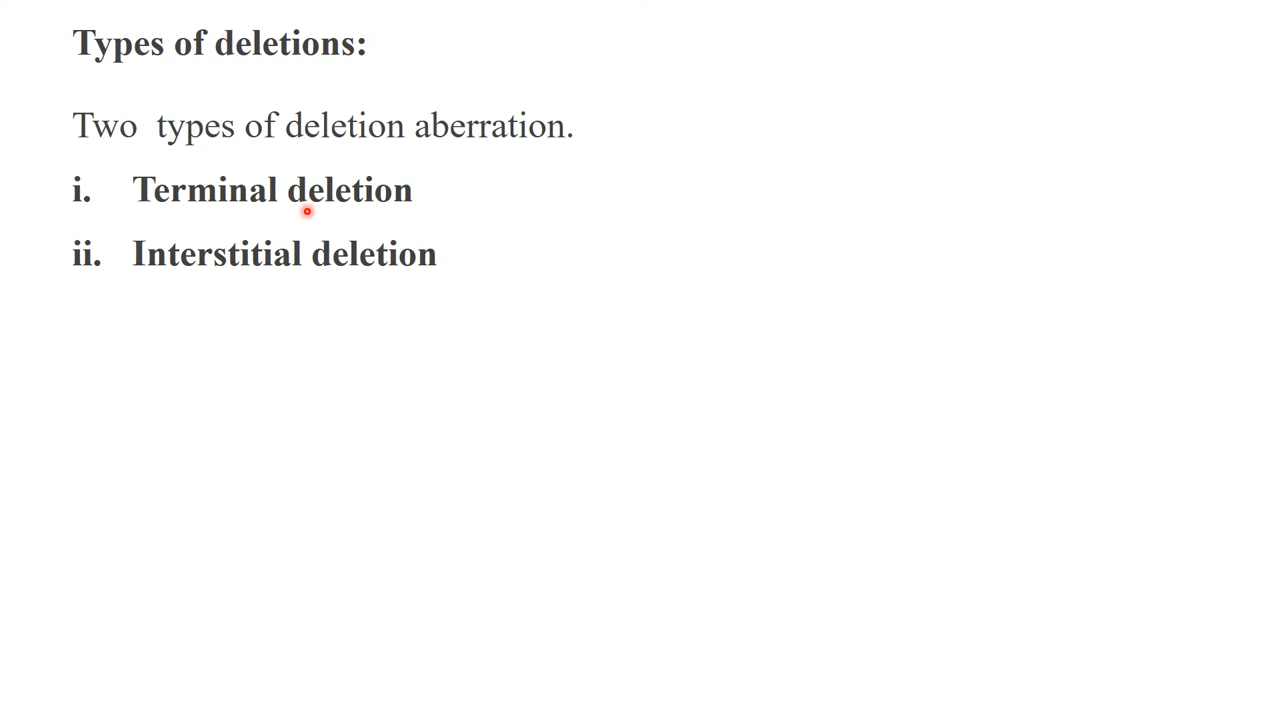 Types of deletions:
Two  types of deletion aberration.
i. Terminal deletion
ii. Interstitial deletion